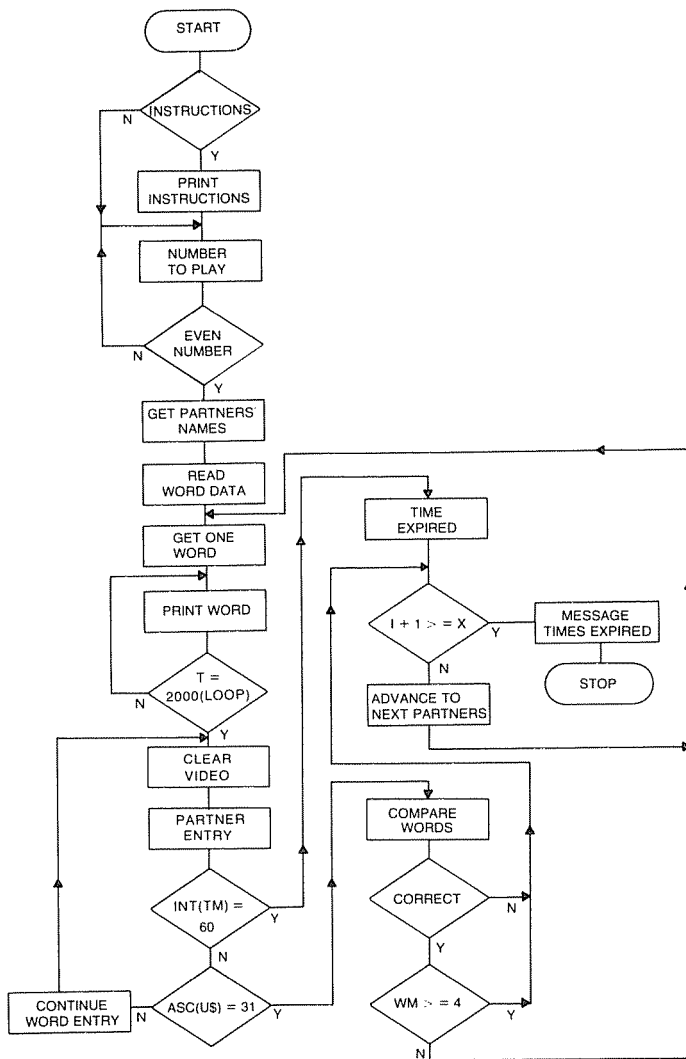 START
INSTRUCTIONS
N
Y
PRINT
INSTRUCTIONS
NUMBER
TO PLAY
EVEN
NUMBER
N
Y
GET PARTNERS'
NAMES
READ
WORD DATA
GET ONE
WORD
PRINT WORD
T =
2000(LOOP)
N
Y
CLEAR
VIDEO
PARTNER
ENTRY
INT(TM) =
60
Y
N
ASC(U$) = 31
N
Y
CONTINUE
WORD ENTRY
TIME
EXPIRED
I + 1 > = X
Y
N
MESSAGE
TIMES EXPIRED
STOP
ADVANCE TO
NEXT PARTNERS
COMPARE
WORDS
CORRECT
N
Y
WM > = 4
Y
N